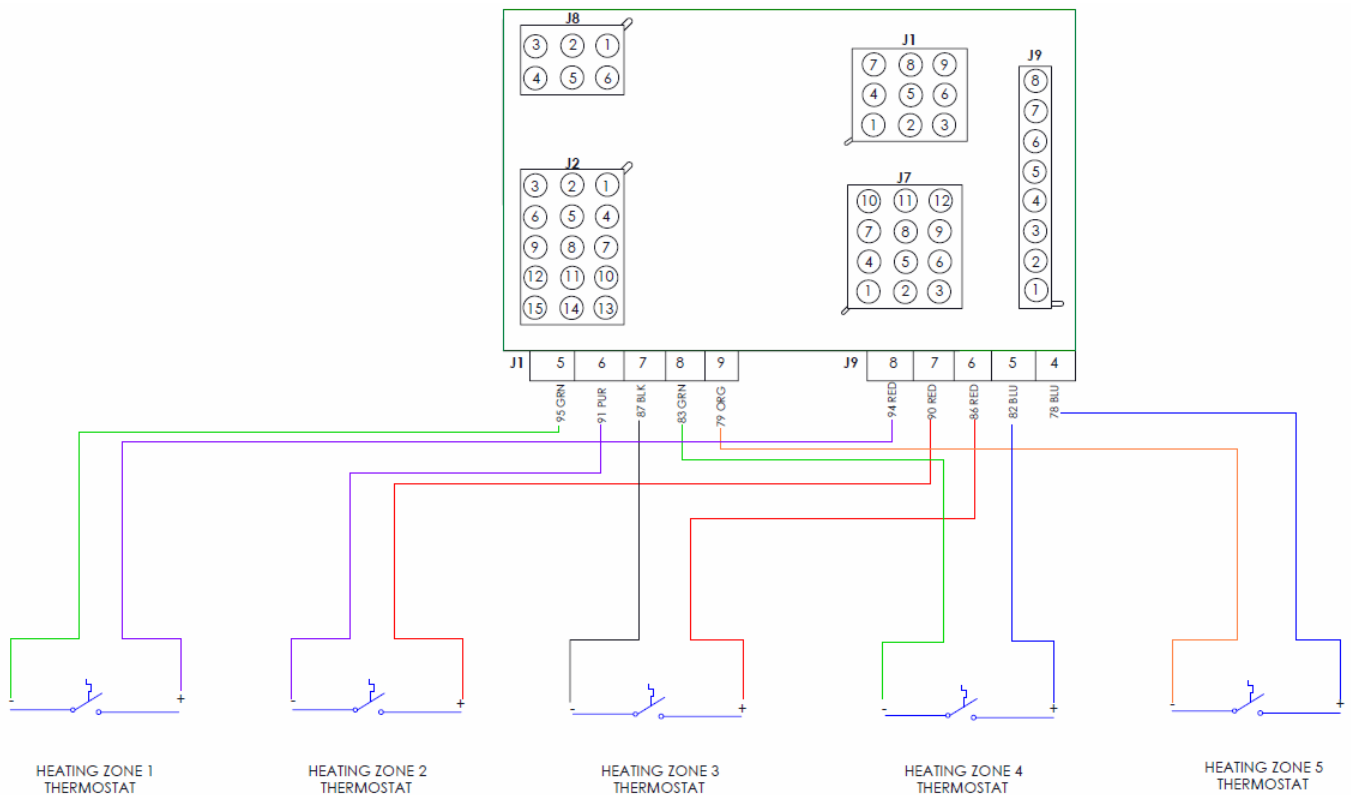 J8
3 2 1
4 5 6
J1
7 8 9
4 5 6
1 2 3
J9
8
7
6
5
4
3
2
1
J2
3 2 1
6 5 4
9 8 7
12 11 10
15 14 13
J7
10 11 12
7 8 9
4 5 6
1 2 3
J1 5 6 7 8 9
J9 8 7 6 5 4
95 GRN
91 PUR
87 BLK
83 GRN
79 ORG
94 RED
90 RED
86 RED
82 BLU
78 BLU
- +
- +
- +
- +
- +
HEATING ZONE 1
THERMOSTAT
HEATING ZONE 2
THERMOSTAT
HEATING ZONE 3
THERMOSTAT
HEATING ZONE 4
THERMOSTAT
HEATING ZONE 5
THERMOSTAT